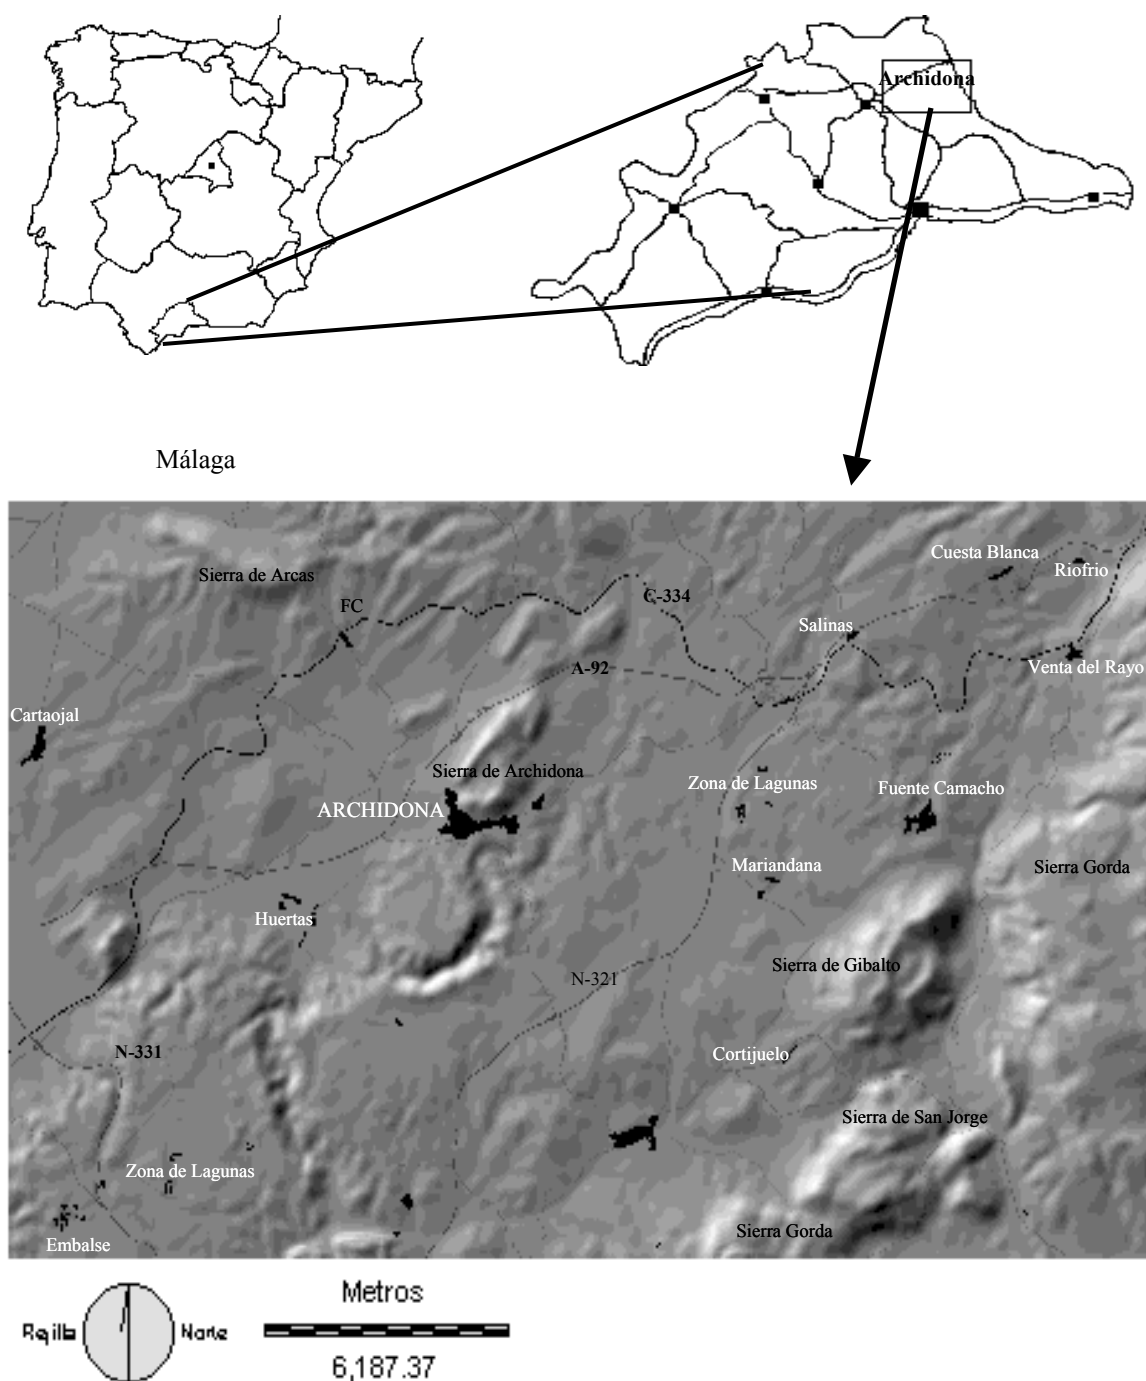 Archidona
Málaga
Cuesta Blanca
Sierra de Arcas
Riofrio
FC
C-334
Salinas
Venta del Rayo
A-92
Cartaojal
Sierra de Archidona
Zona de Lagunas
Fuente Camacho
ARCHIDONA
Mariandana
Sierra Gorda
Huertas
Sierra de Gibalto
N-321
N-331
Cortijuelo
Sierra de San Jorge
Zona de Lagunas
Sierra Gorda
Embalse
Metros
Rejilla Norte
6,187.37